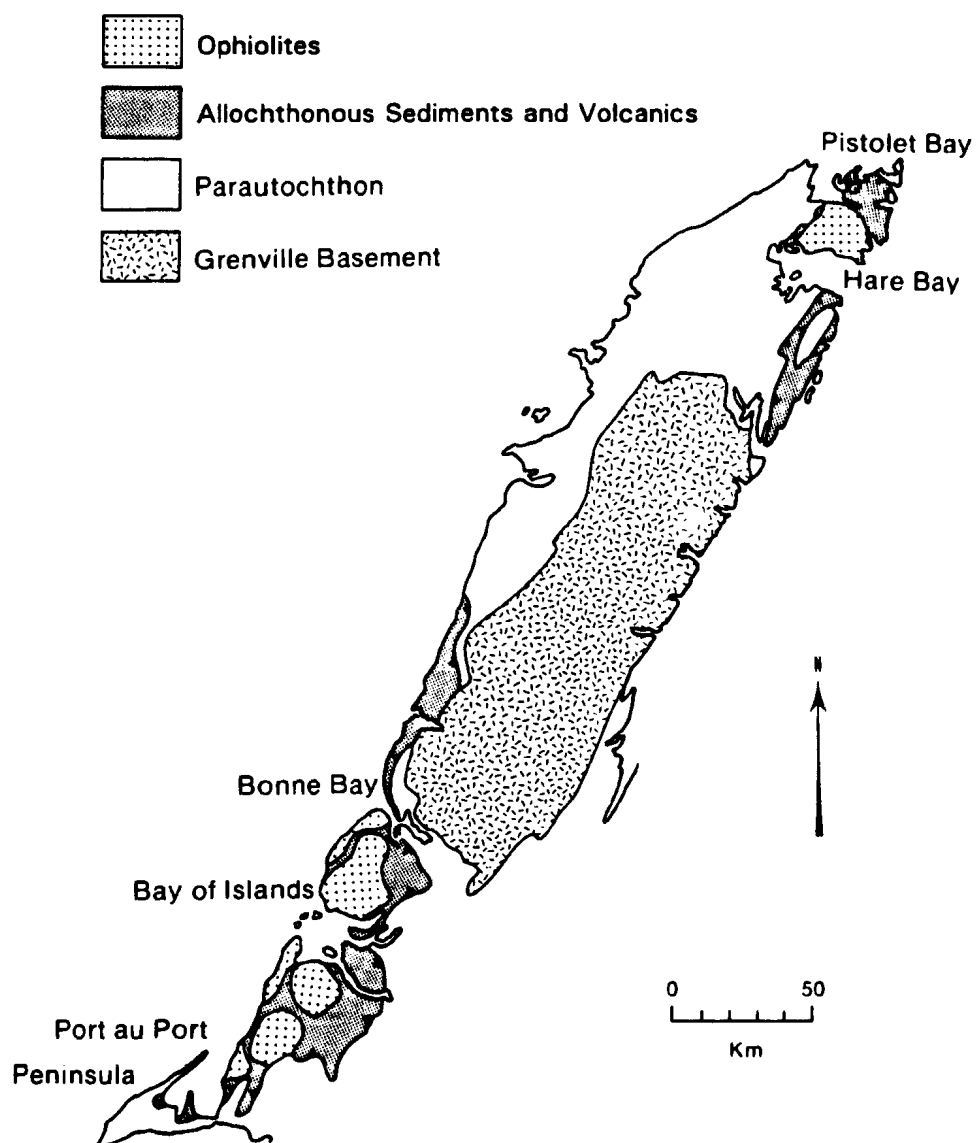 Ophiolites
Allochthonous Sediments and Volcanics
Parautochthon
Grenville Basement
Pistolet Bay
Hare Bay
N
Bonne Bay
Bay of Islands
0 50
Km
Port au Port
Peninsula